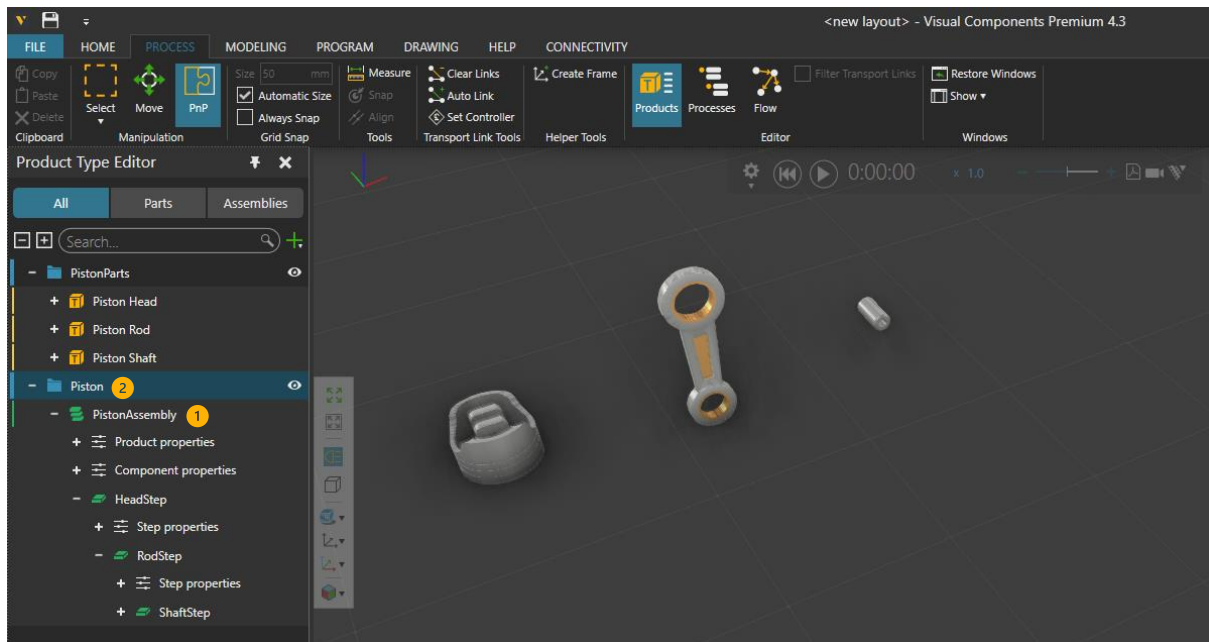 <new layout> - Visual Components Premium 4.3
FILE HOME PROCESS MODELING PROGRAM DRAWING HELP CONNECTIVITY
Copy
Paste
Delete
Clipboard
Select
Move
PnP
Manipulation
Size 50 mm
Automatic Size
Always Snap
Grid Snap
Measure
Snap
Align
Tools
Clear Links
Auto Link
Set Controller
Transport Link Tools
Create Frame
Helper Tools
Products
Processes
Flow
Filter Transport Links
Editor
Restore Windows
Show
Windows
Product Type Editor
All Parts Assemblies
Search...
PistonParts
Piston Head
Piston Rod
Piston Shaft
Piston 2
PistonAssembly 1
Product properties
Component properties
HeadStep
Step properties
RodStep
Step properties
ShaftStep
0:00:00 x 1.0